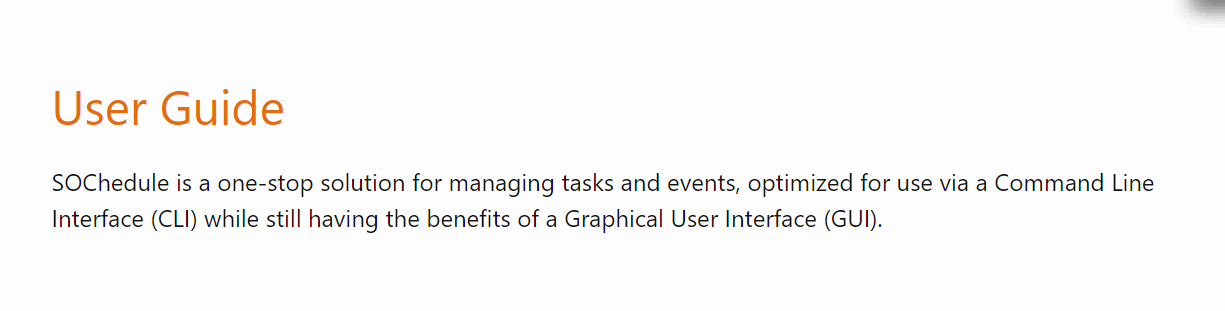 User Guide
SOChedule is a one-stop solution for managing tasks and events, optimized for use via a Command Line
Interface (CLI) while still having the benefits of a Graphical User Interface (GUI).